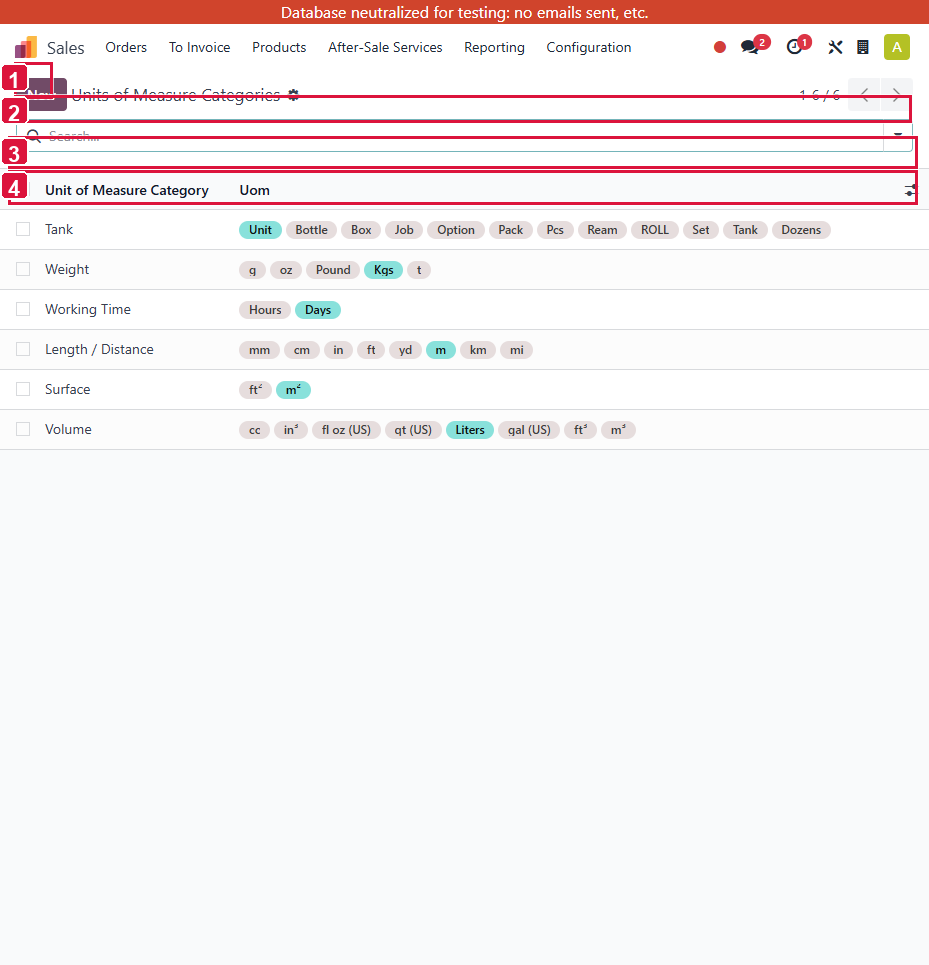 Database neutralized for testing: no emails sent, etc.
Sales Orders To Invoice Products After-Sale Services Reporting Configuration 2 1 A
1
Units of Measure Categories 1-6 / 6
2
Search...
3
4 Unit of Measure Category Uom
Tank Unit Bottle Box Job Option Pack Pcs Ream ROLL Set Tank Dozens
Weight g oz Pound Kgs t
Working Time Hours Days
Length / Distance mm cm in ft yd m km mi
Surface ft² m²
Volume cc in³ fl oz (US) qt (US) Liters gal (US) ft³ m³